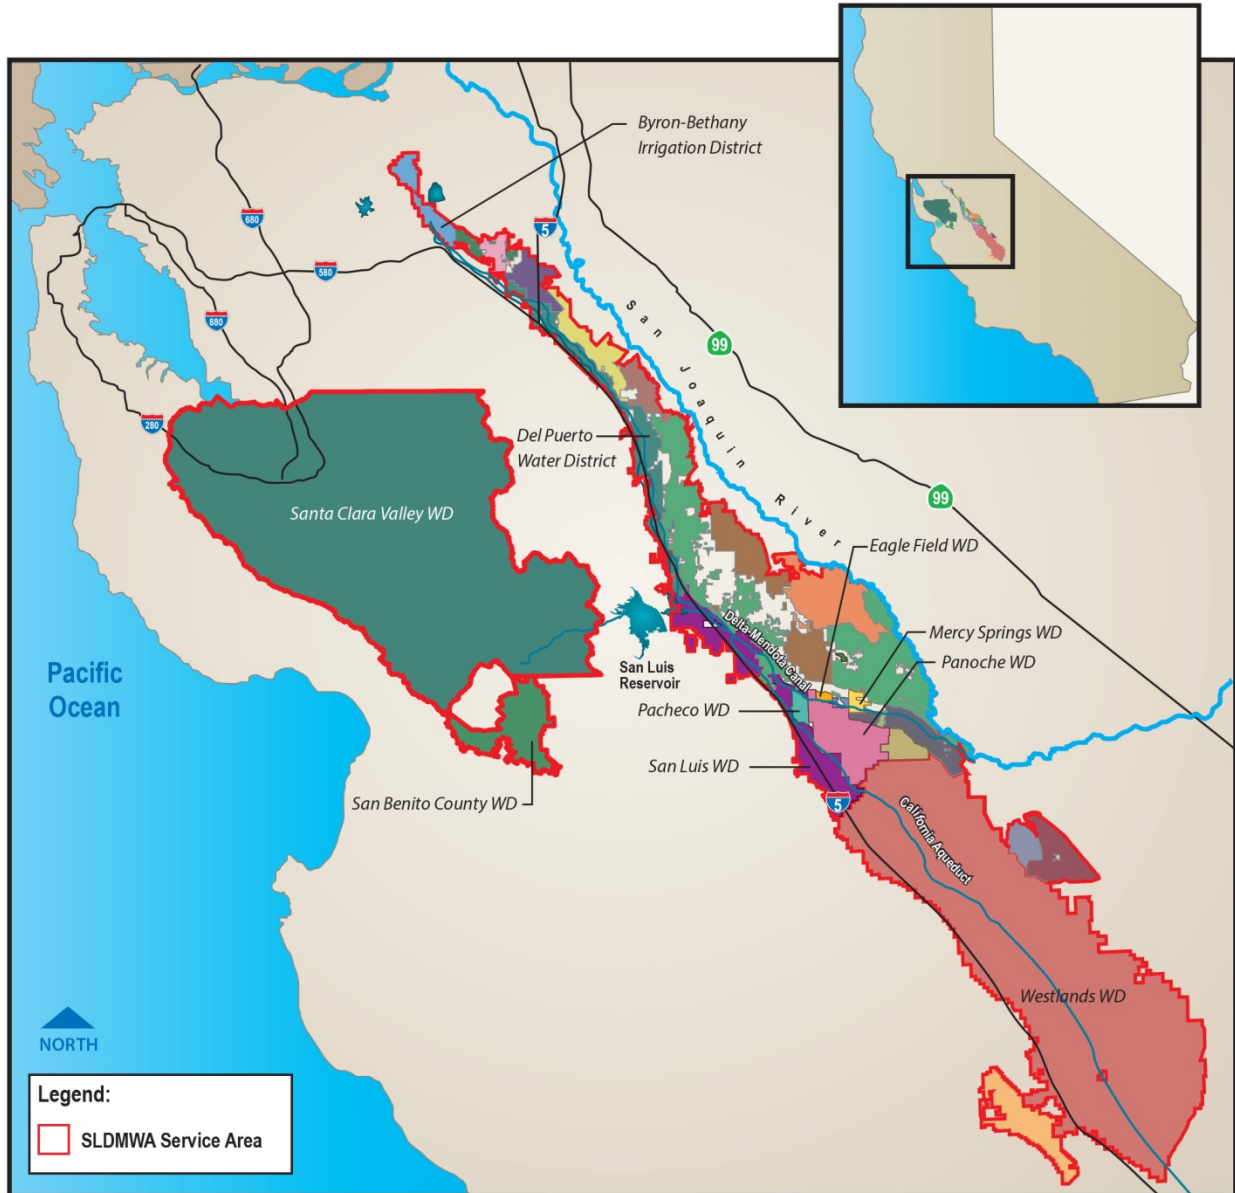 Byron-Bethany
Irrigation District
680
5
580
880
San Joaquin River
99
280
Del Puerto
Water District
99
Santa Clara Valley WD
Eagle Field WD
Delta-Mendota Canal
Mercy Springs WD
San Luis
Reservoir
Panoche WD
Pacific
Ocean
Pacheco WD
San Luis WD
San Benito County WD
5
California Aqueduct
Westlands WD
NORTH
Legend:
SLDMWA Service Area